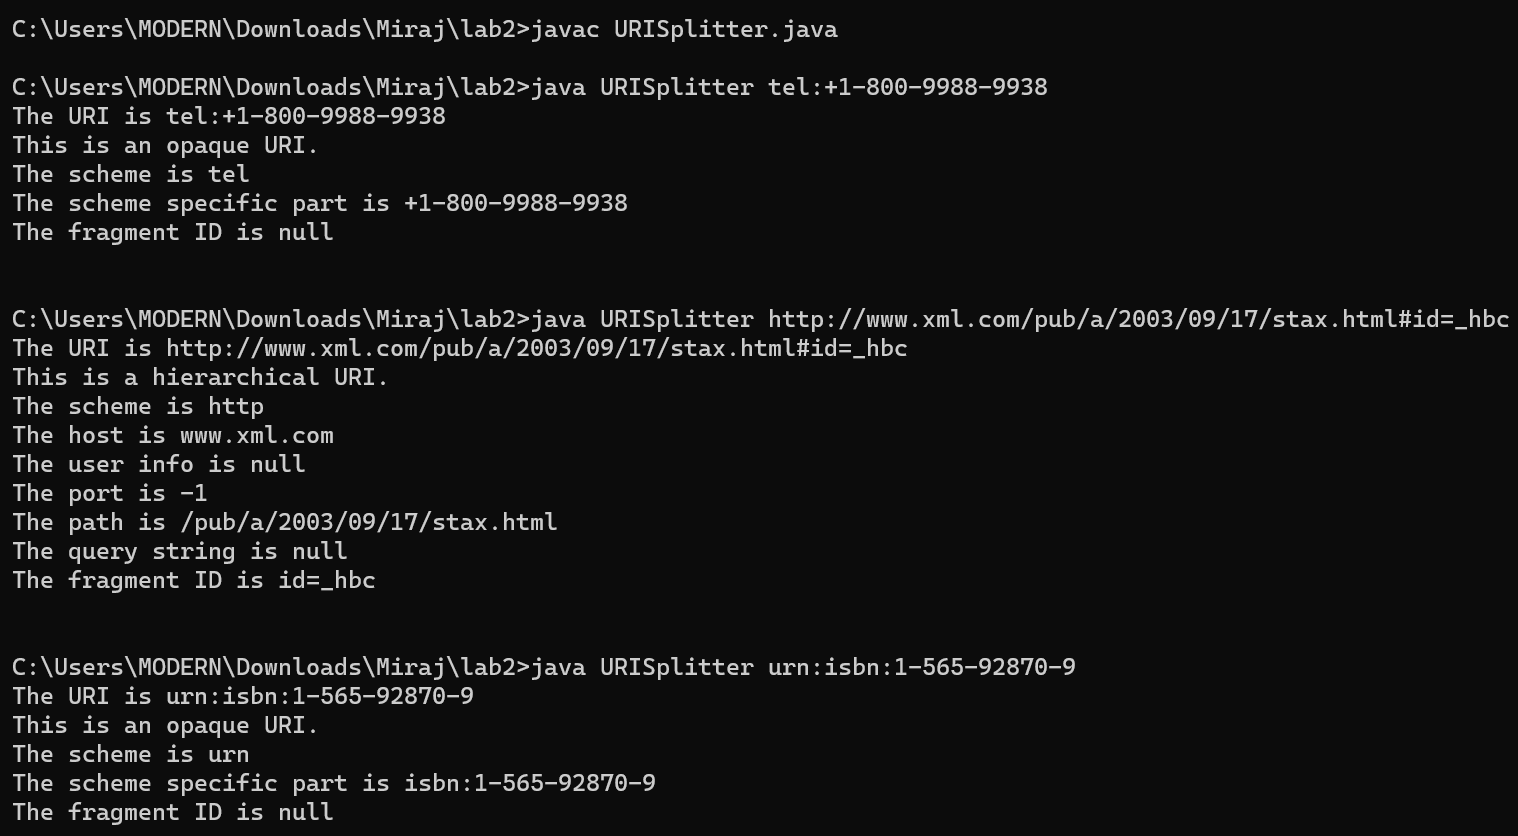 C:\Users\MODERN\Downloads\Miraj\lab2>javac URISplitter.java
C:\Users\MODERN\Downloads\Miraj\lab2>java URISplitter tel:+1-800-9988-9938
The URI is tel:+1-800-9988-9938
This is an opaque URI.
The scheme is tel
The scheme specific part is +1-800-9988-9938
The fragment ID is null
C:\Users\MODERN\Downloads\Miraj\lab2>java URISplitter http://www.xml.com/pub/a/2003/09/17/stax.html#id=_hbc
The URI is http://www.xml.com/pub/a/2003/09/17/stax.html#id=_hbc
This is a hierarchical URI.
The scheme is http
The host is www.xml.com
The user info is null
The port is -1
The path is /pub/a/2003/09/17/stax.html
The query string is null
The fragment ID is id=_hbc
C:\Users\MODERN\Downloads\Miraj\lab2>java URISplitter urn:isbn:1-565-92870-9
The URI is urn:isbn:1-565-92870-9
This is an opaque URI.
The scheme is urn
The scheme specific part is isbn:1-565-92870-9
The fragment ID is null